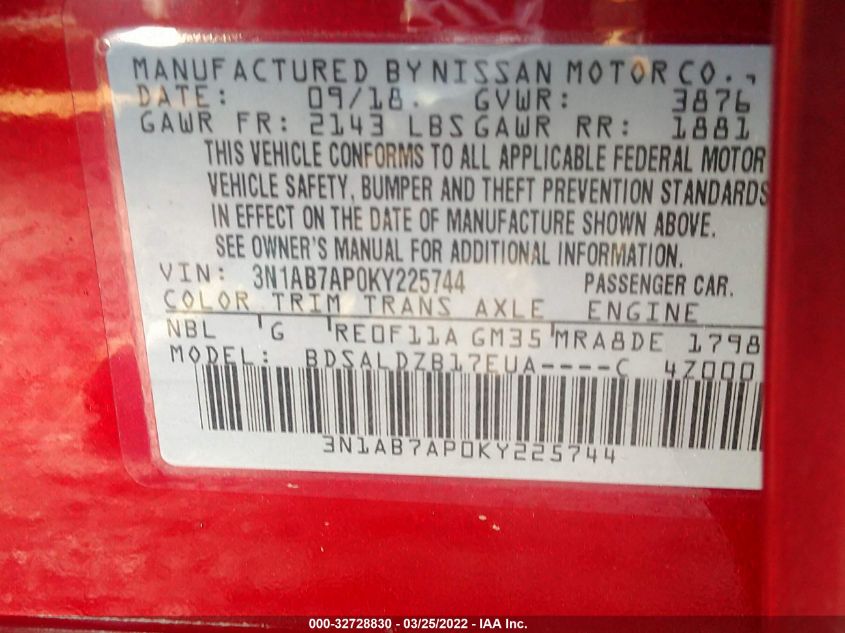 MANUFACTURED BY NISSAN MOTOR CO.,
DATE: 09/18. GVWR: 3876
GAWR FR: 2143 LBS GAWR RR: 1881
THIS VEHICLE CONFORMS TO ALL APPLICABLE FEDERAL MOTOR
VEHICLE SAFETY, BUMPER AND THEFT PREVENTION STANDARDS
IN EFFECT ON THE DATE OF MANUFACTURE SHOWN ABOVE.
SEE OWNER'S MANUAL FOR ADDITIONAL INFORMATION.
VIN: 3N1AB7AP0KY225744 PASSENGER CAR.
COLOR TRIM TRANS AXLE ENGINE
NBL G RE0F11A GM35 MRA8DE 1798
MODEL: BDSALDZB17EUA----C 4Z000
3N1AB7AP0KY225744
000-32728830 - 03/25/2022 - IAA Inc.